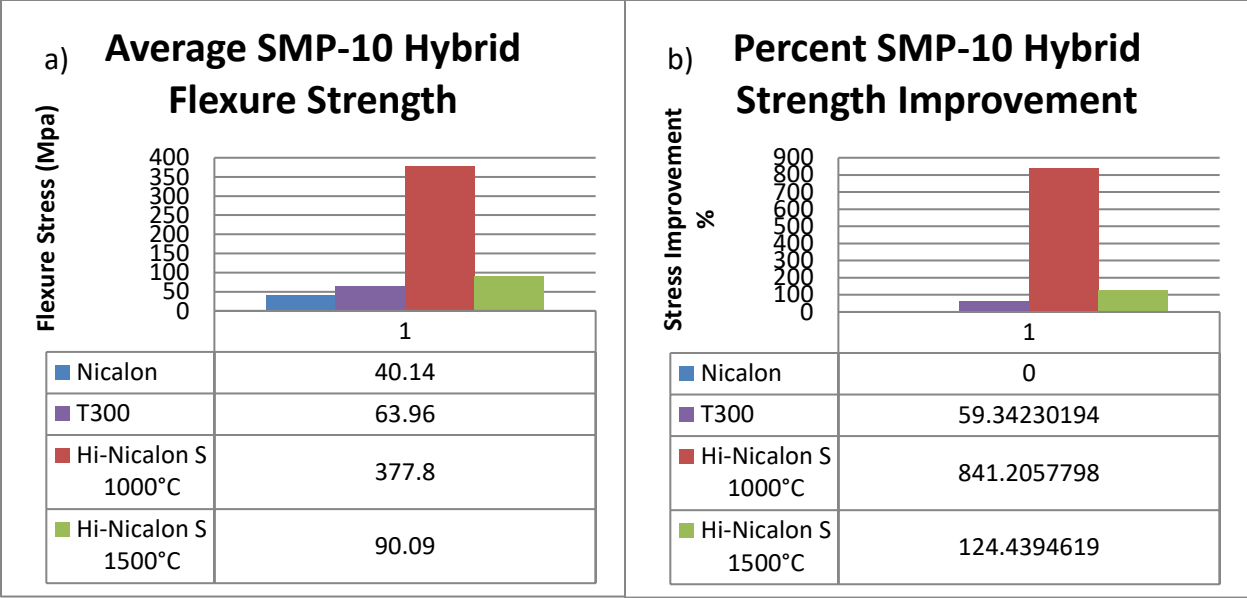 a)
Average SMP-10 Hybrid
Flexure Strength
Flexure Stress (Mpa)
400
350
300
250
200
150
100
50
0
1
Nicalon 40.14
T300 63.96
Hi-Nicalon S
1000°C
377.8
Hi-Nicalon S
1500°C
90.09
b)
Percent SMP-10 Hybrid
Strength Improvement
Stress Improvement
%
900
800
700
600
500
400
300
200
100
0
1
Nicalon 0
T300 59.34230194
Hi-Nicalon S
1000°C
841.2057798
Hi-Nicalon S
1500°C
124.4394619